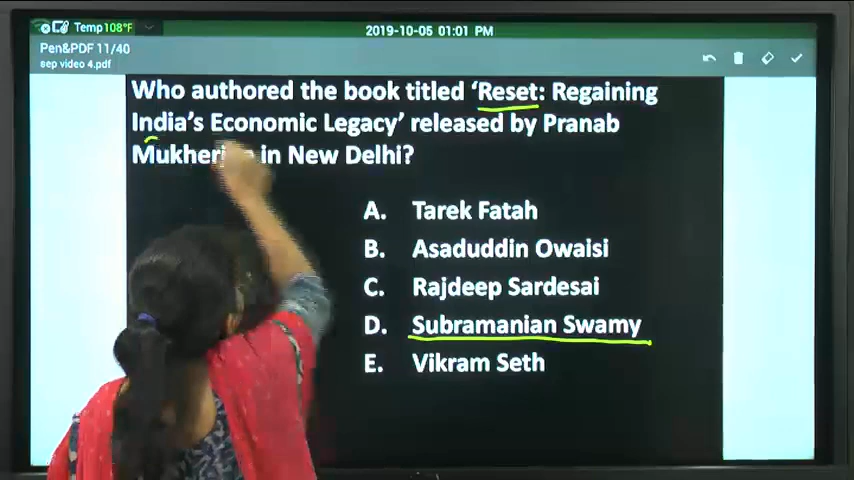 Temp108°F
2019-10-05 01:01 PM
Pen&PDF 11/40
sep video 4.pdf
Who authored the book titled ‘Reset: Regaining
India’s Economic Legacy’ released by Pranab
in New Delhi?
A. Tarek Fatah
B. Asaduddin Owaisi
C. Rajdeep Sardesai
D. Subramanian Swamy
E. Vikram Seth